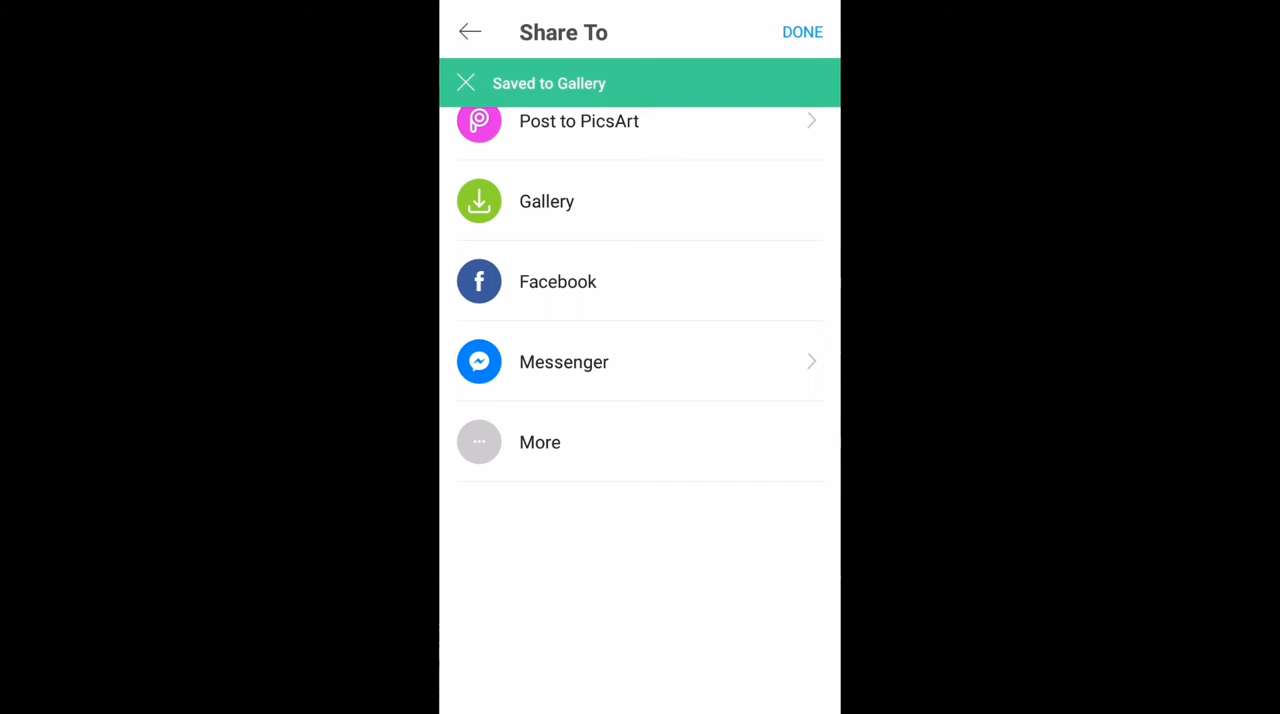 Share To
DONE
Saved to Gallery
Post to PicsArt
Gallery
Facebook
Messenger
More